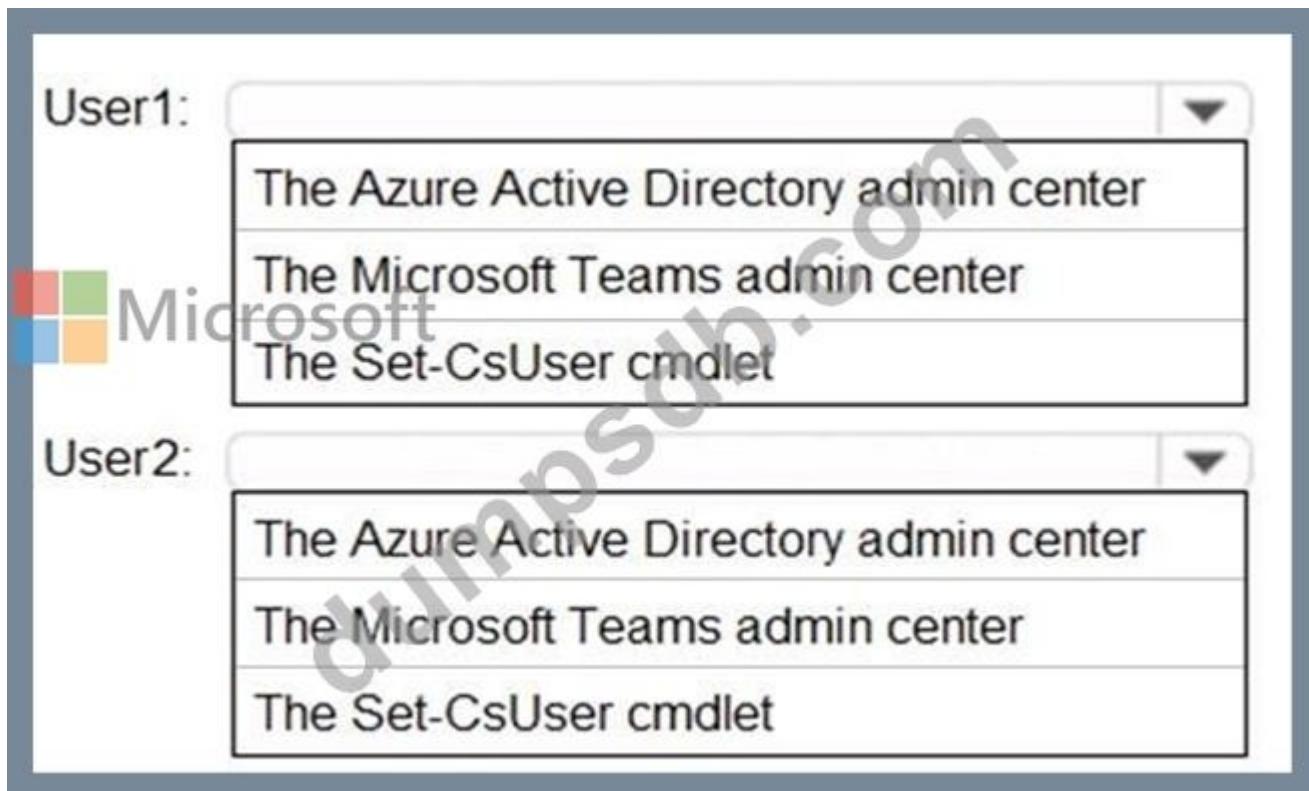 User1:
The Azure Active Directory admin center
The Microsoft Teams admin center
Microsoft
The Set-CsUser cmdlet
User2:
The Azure Active Directory admin center
The Microsoft Teams admin center
The Set-CsUser cmdlet
dumpsdb.com